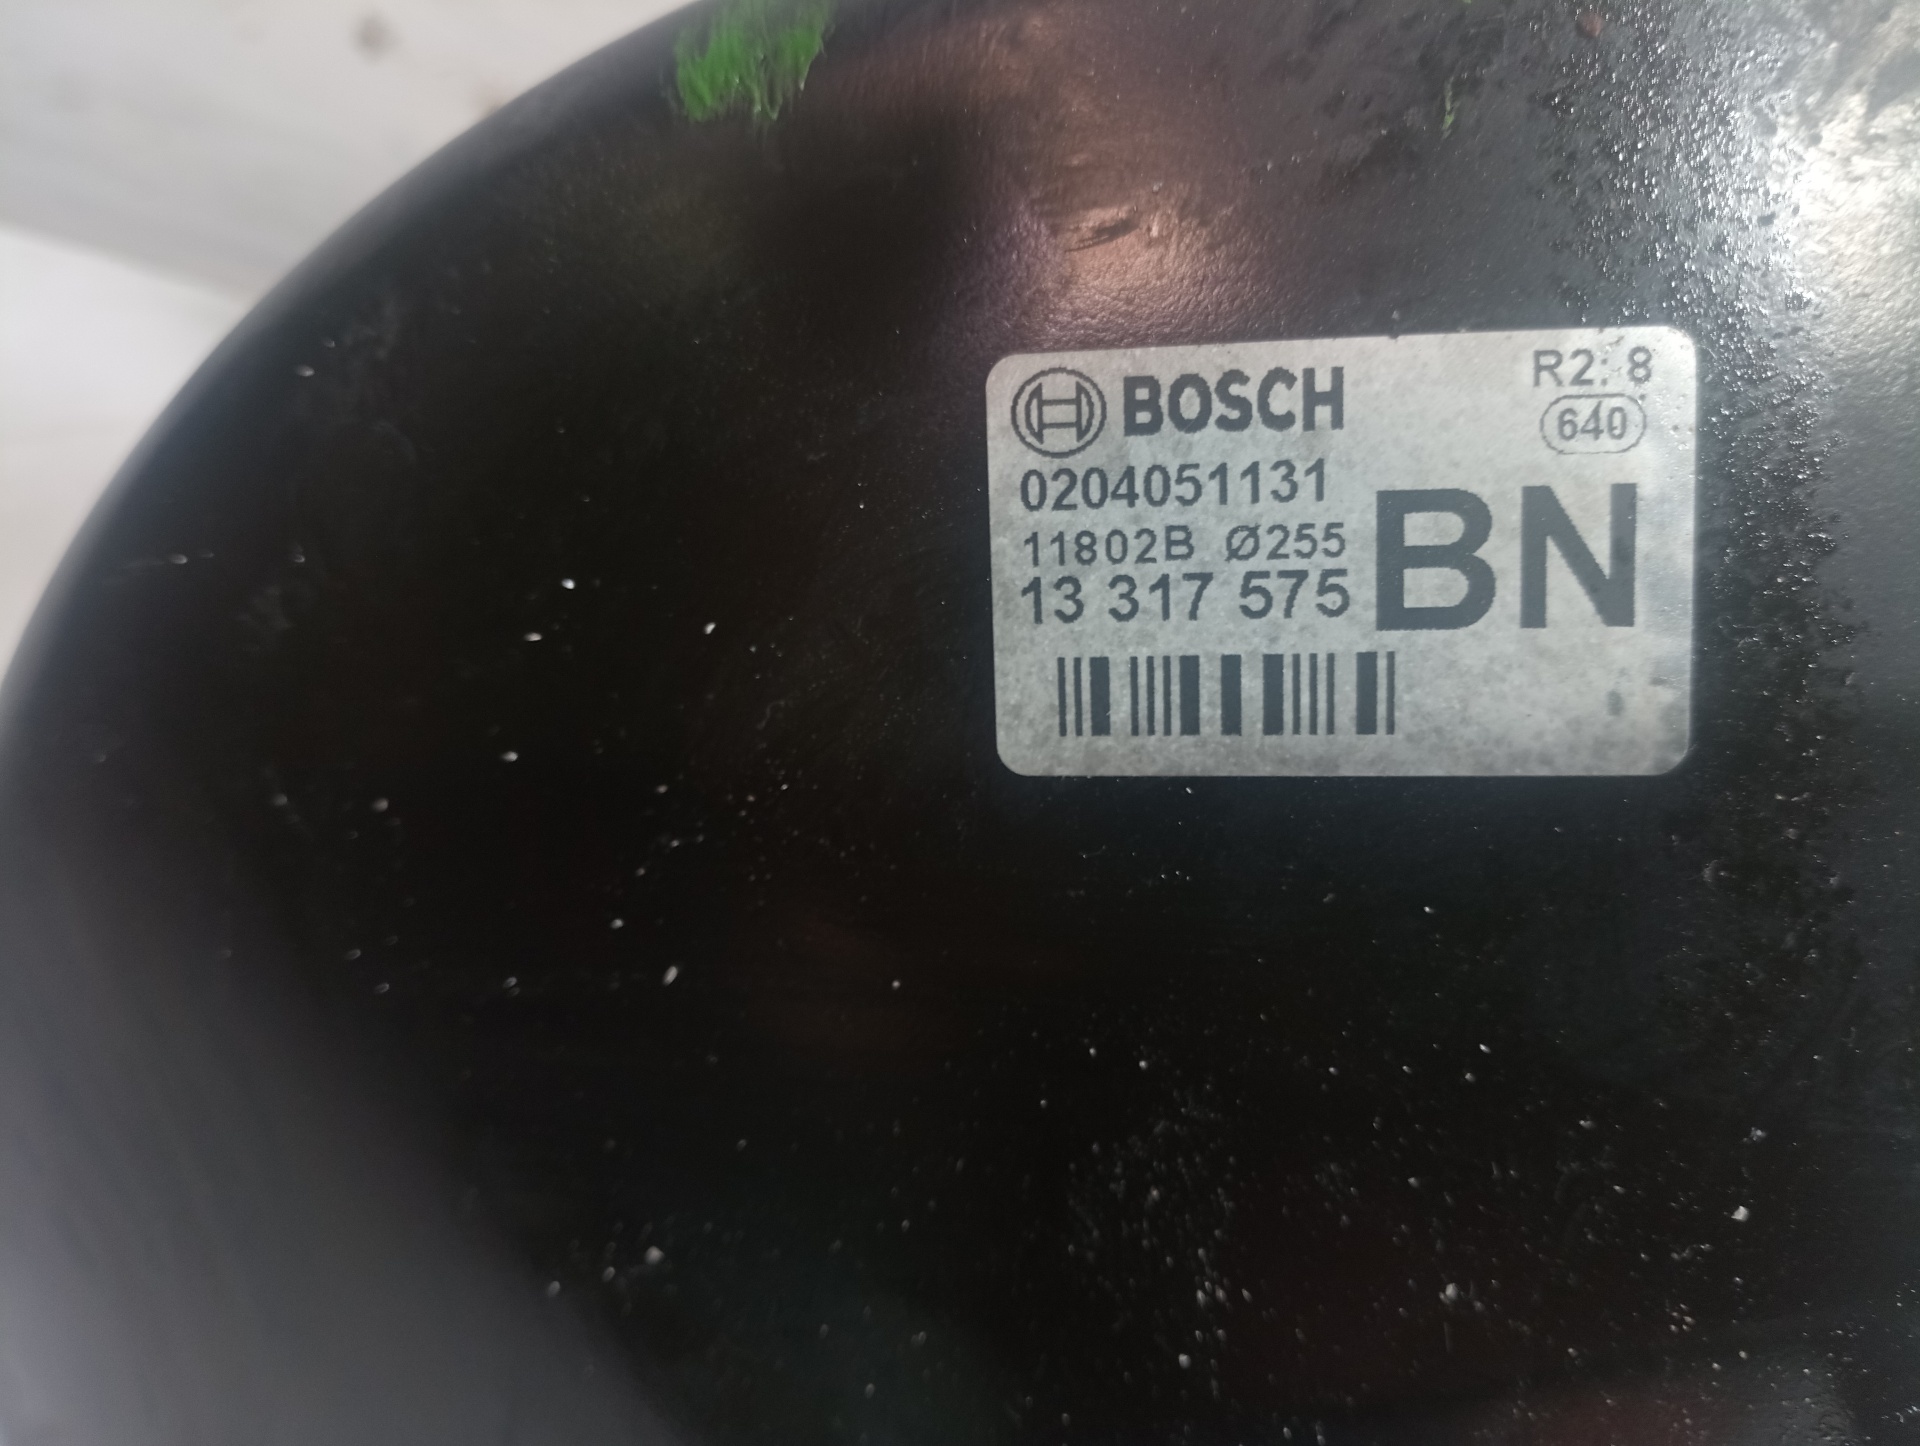 BOSCH
R2: 8
640
0204051131
11802B Ø255
13 317 575
BN